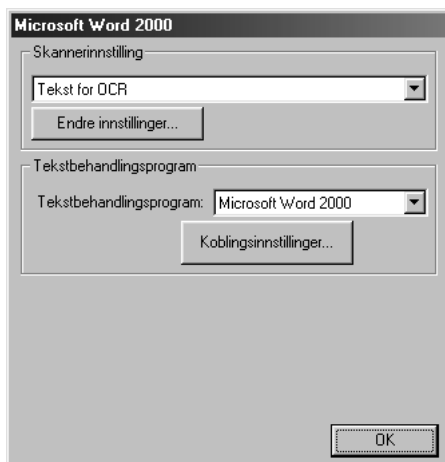 Microsoft Word 2000
Skannerinnstilling
Tekst for OCR
Endre innstillinger...
Tekstbehandlingsprogram
Tekstbehandlingsprogram: Microsoft Word 2000
Koblingsinnstillinger...
OK